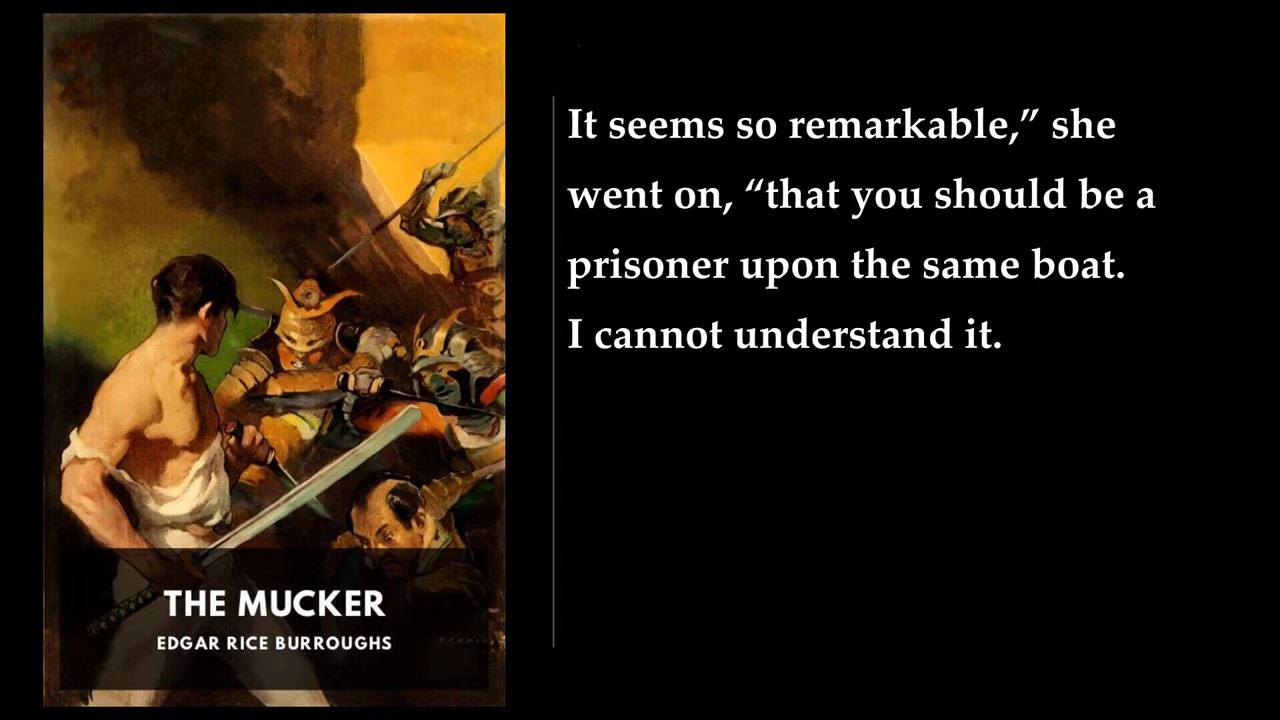 It seems so remarkable,” she
went on, “that you should be a
prisoner upon the same boat.
I cannot understand it.
THE MUCKER
EDGAR RICE BURROUGHS